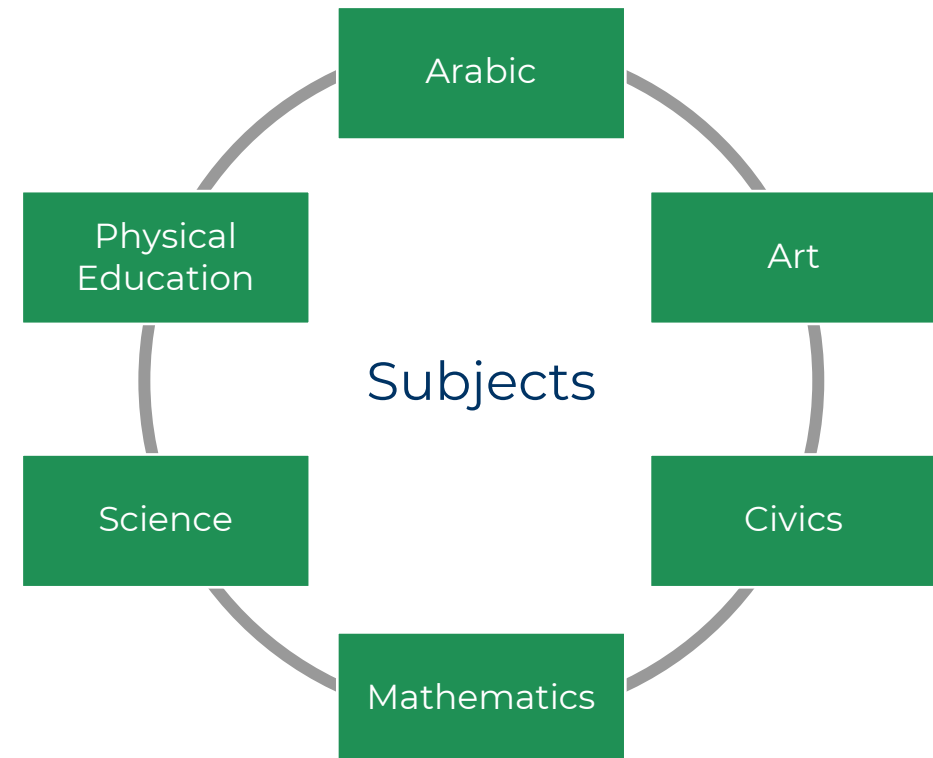 Arabic
Physical
Education
Art
Subjects
Science
Civics
Mathematics